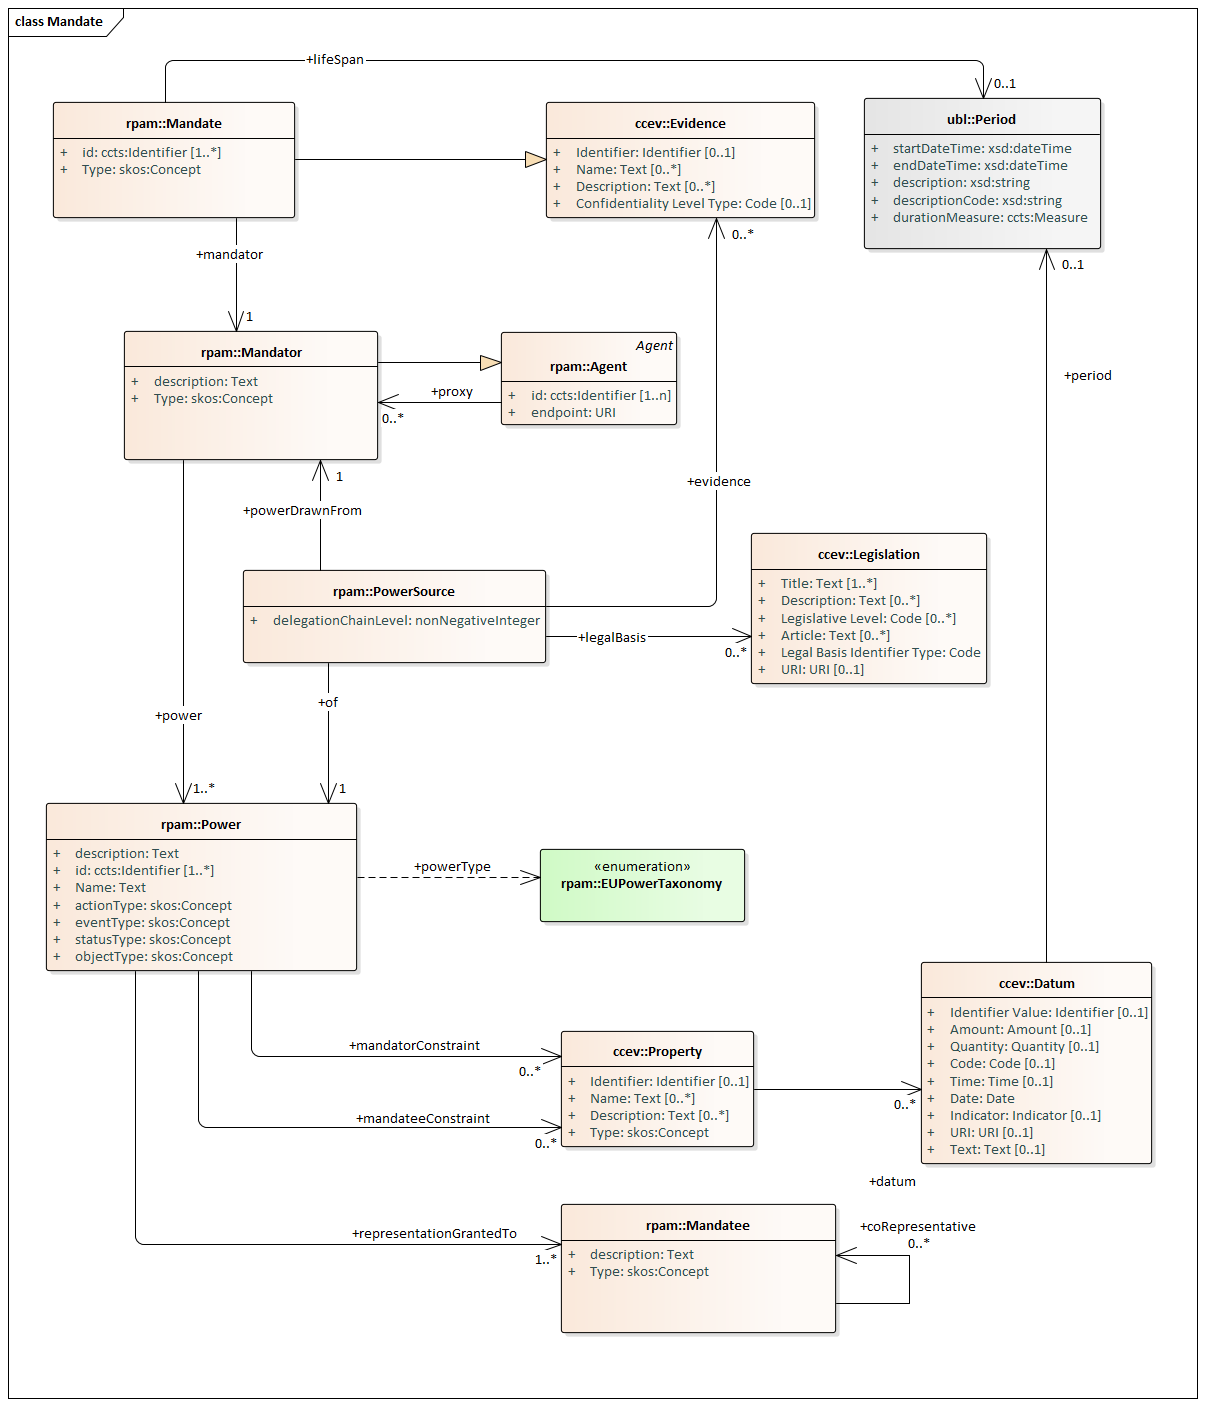 class Mandate
+lifeSpan
0..1
rpam::Mandate
+ id: ccts:Identifier [1..*]
+ Type: skos:Concept
ccev::Evidence
+ Identifier: Identifier [0..1]
+ Name: Text [0..*]
+ Description: Text [0..*]
+ Confidentiality Level Type: Code [0..1]
ubl::Period
+ startDateTime: xsd:dateTime
+ endDateTime: xsd:dateTime
+ description: xsd:string
+ descriptionCode: xsd:string
+ durationMeasure: ccts:Measure
0..*
+mandator
0..1
1
rpam::Mandator
+ description: Text
+ Type: skos:Concept
Agent
rpam::Agent
+ id: ccts:Identifier [1..n]
+ endpoint: URI
+proxy
0..*
+period
1
+evidence
+powerDrawnFrom
rpam::PowerSource
+ delegationChainLevel: nonNegativeInteger
ccev::Legislation
+ Title: Text [1..*]
+ Description: Text [0..*]
+ Legislative Level: Code [0..*]
+ Article: Text [0..*]
+ Legal Basis Identifier Type: Code
+ URI: URI [0..1]
+legalBasis
0..*
+of
+power
1..*
1
rpam::Power
+ description: Text
+ id: ccts:Identifier [1..*]
+ Name: Text
+ actionType: skos:Concept
+ eventType: skos:Concept
+ statusType: skos:Concept
+ objectType: skos:Concept
+powerType
«enumeration»
rpam::EUPowerTaxonomy
ccev::Datum
+ Identifier Value: Identifier [0..1]
+ Amount: Amount [0..1]
+ Quantity: Quantity [0..1]
+ Code: Code [0..1]
+ Time: Time [0..1]
+ Date: Date
+ Indicator: Indicator [0..1]
+ URI: URI [0..1]
+ Text: Text [0..1]
+mandatorConstraint
0..*
ccev::Property
+ Identifier: Identifier [0..1]
+ Name: Text [0..*]
+ Description: Text [0..*]
+ Type: skos:Concept
0..*
+mandateeConstraint
0..*
+datum
+representationGrantedTo
1..*
rpam::Mandatee
+ description: Text
+ Type: skos:Concept
+coRepresentative
0..*